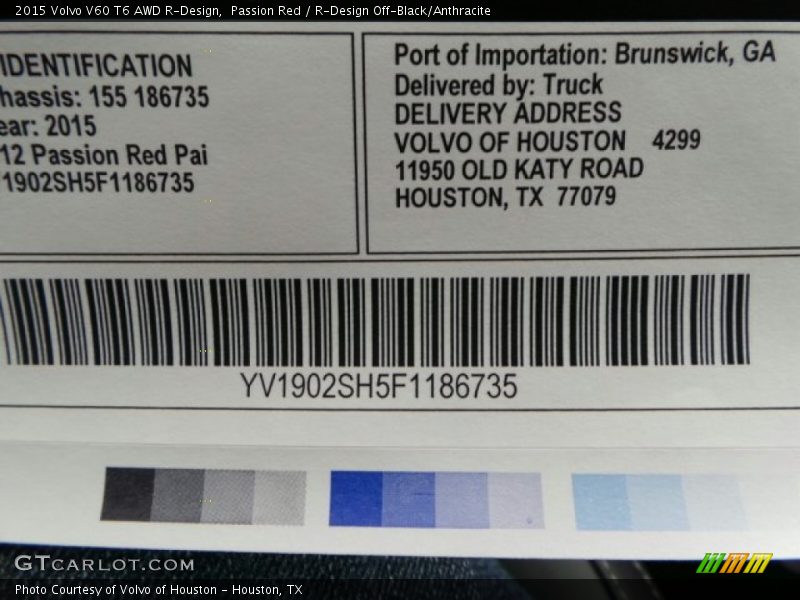 2015 Volvo V60 T6 AWD R-Design, Passion Red / R-Design Off-Black/Anthracite
IDENTIFICATION
hassis: 155 186735
ear: 2015
12 Passion Red Pai
1902SH5F1186735
Port of Importation: Brunswick, GA
Delivered by: Truck
DELIVERY ADDRESS
VOLVO OF HOUSTON 4299
11950 OLD KATY ROAD
HOUSTON, TX 77079
YV1902SH5F1186735
GTCARLOT.COM
Photo Courtesy of Volvo of Houston - Houston, TX